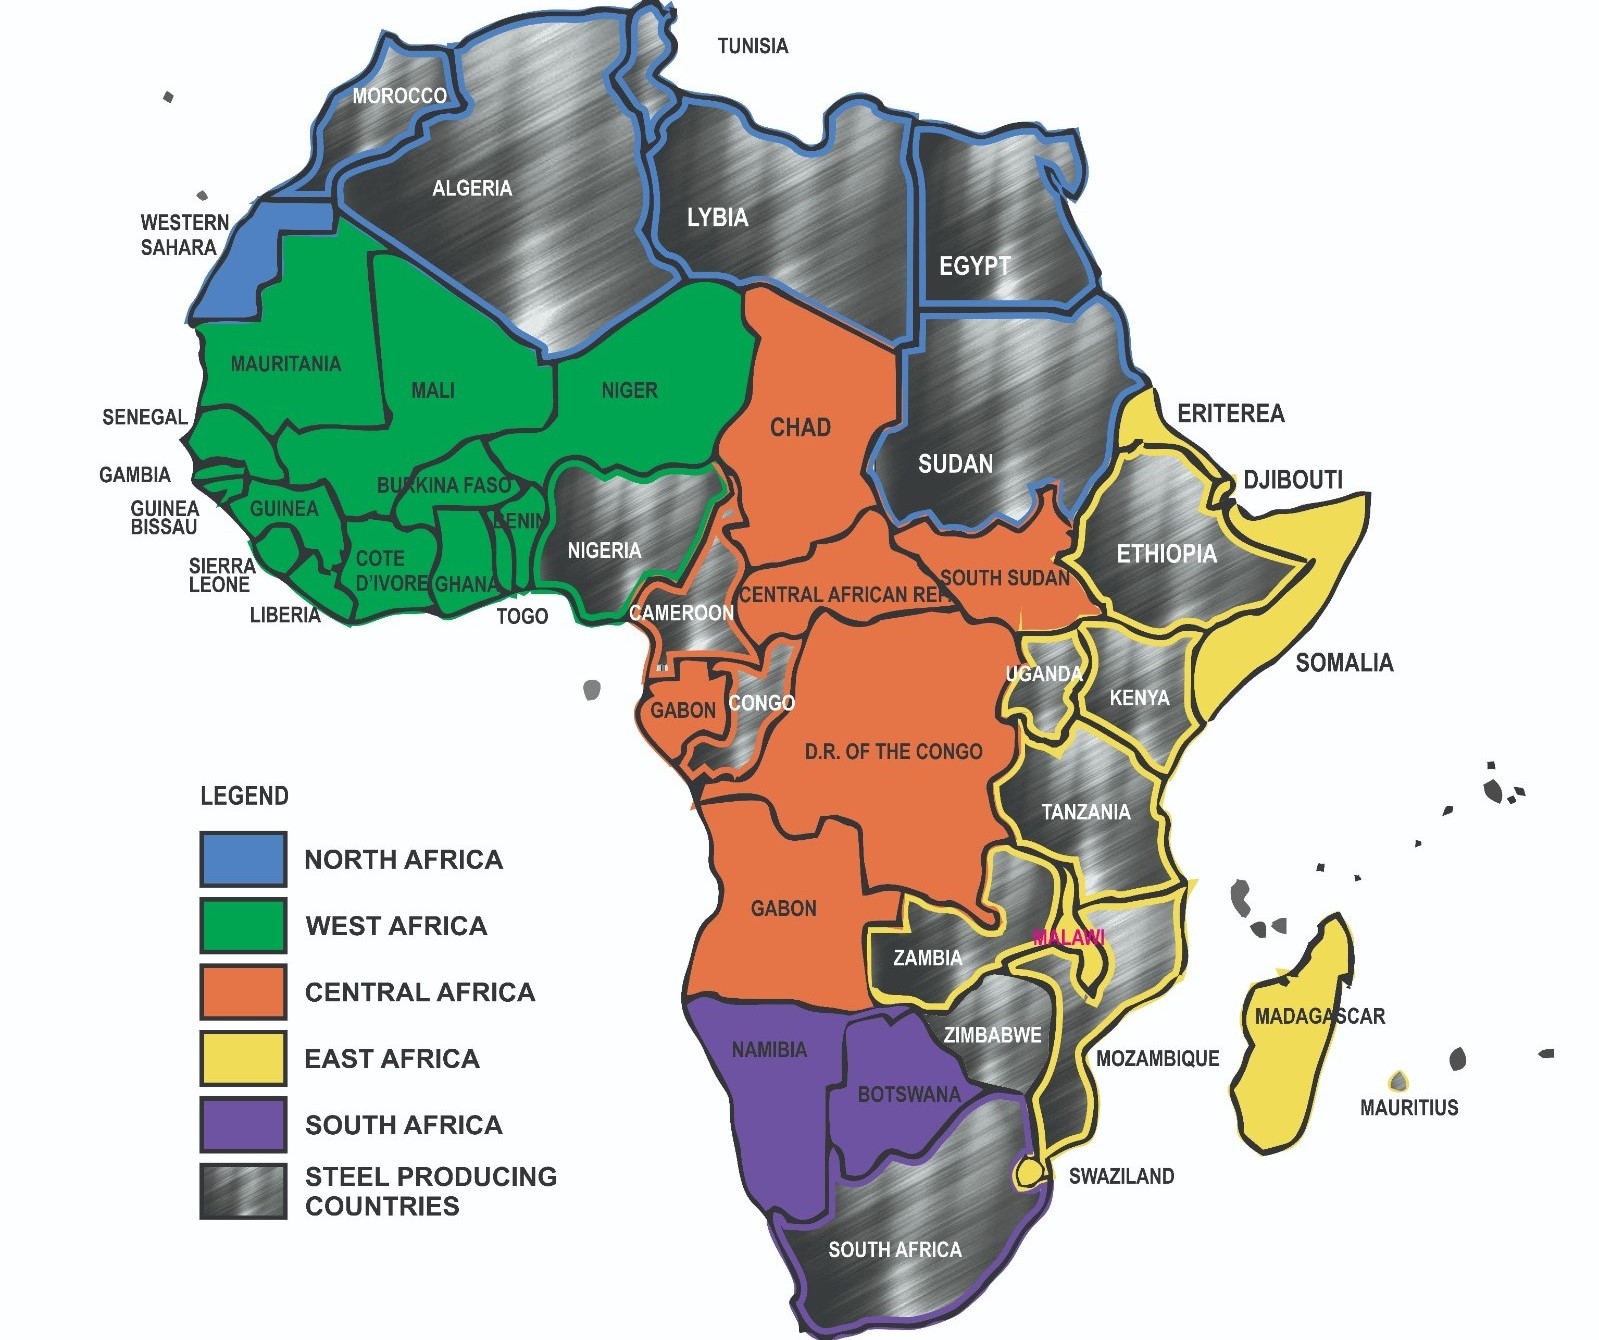 TUNISIA
MOROCCO
ALGERIA
LYBIA
EGYPT
WESTERN
SAHARA
MAURITANIA
MALI
NIGER
CHAD
SUDAN
ERITEREA
SENEGAL
GAMBIA
DJIBOUTI
BURKINA FASO
GUINEA
BISSAU
GUINEA
BENIN
NIGERIA
ETHIOPIA
SIERRA
LEONE
COTE
D'IVORE
GHANA
LIBERIA
TOGO
CAMEROON
CENTRAL AFRICAN REP
SOUTH SUDAN
SOMALIA
UGANDA
KENYA
GABON
CONGO
D.R. OF THE CONGO
TANZANIA
GABON
MALAWI
ZAMBIA
ZIMBABWE
MADAGASCAR
NAMIBIA
MOZAMBIQUE
BOTSWANA
MAURITIUS
SWAZILAND
SOUTH AFRICA
LEGEND
NORTH AFRICA
WEST AFRICA
CENTRAL AFRICA
EAST AFRICA
SOUTH AFRICA
STEEL PRODUCING
COUNTRIES